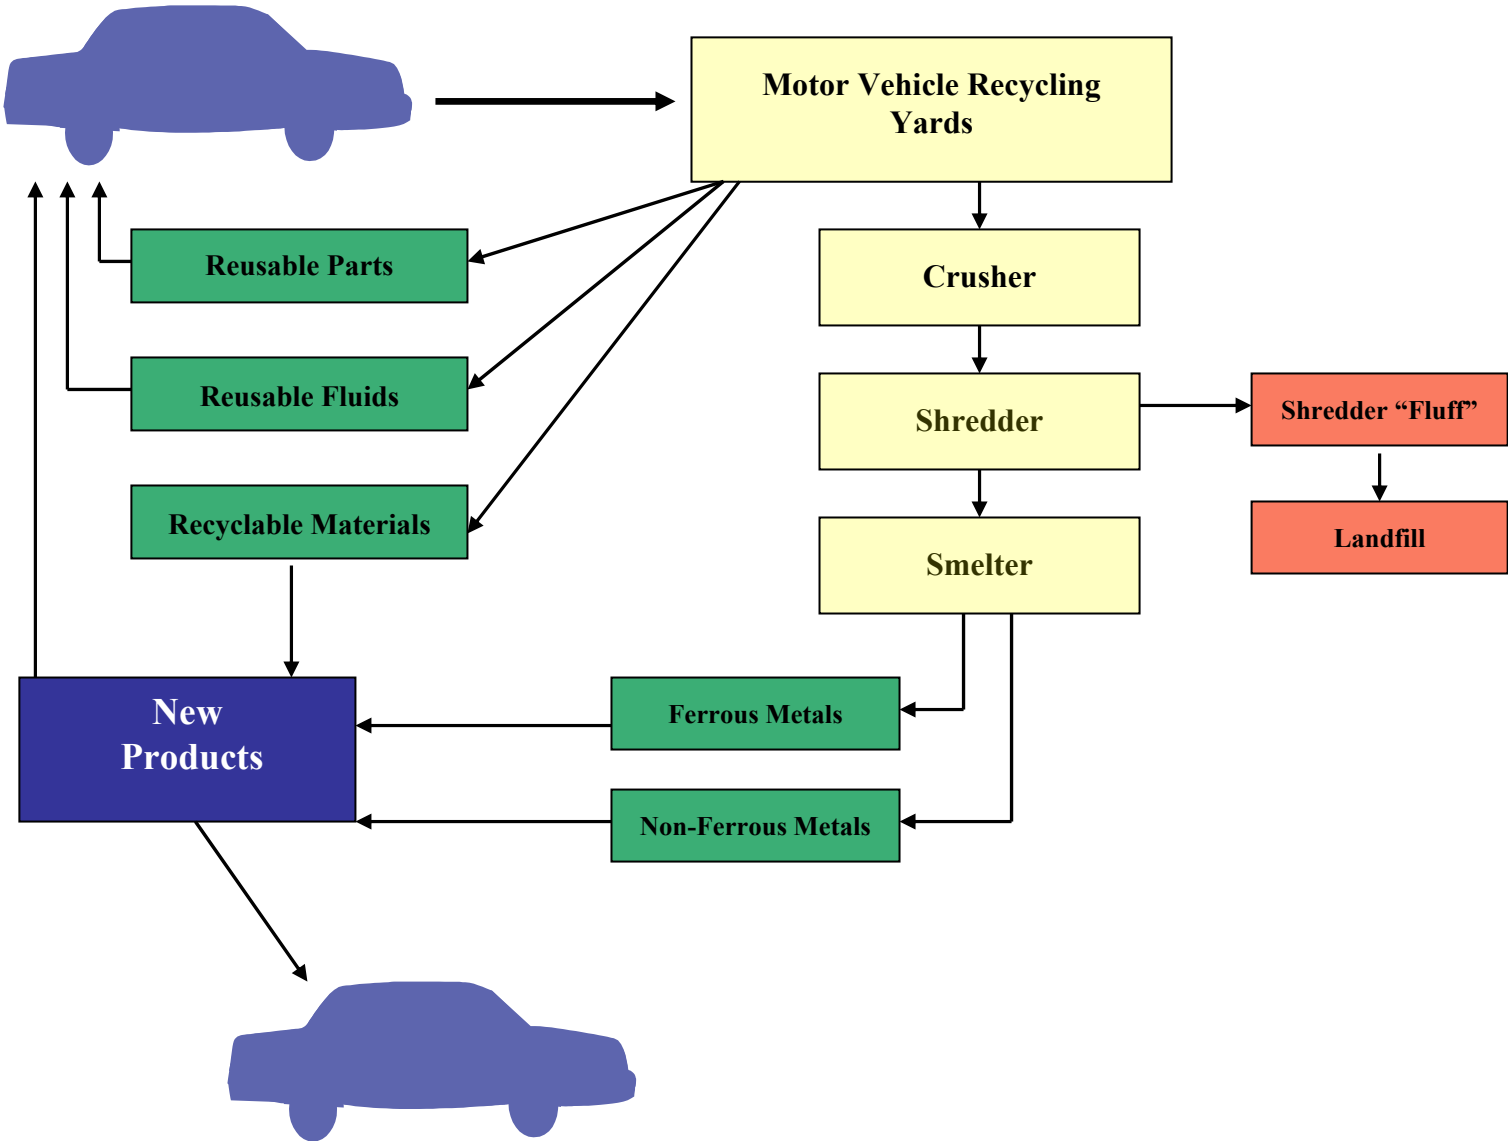 Motor Vehicle Recycling
Yards
Reusable Parts
Crusher
Reusable Fluids
Shredder
Shredder “Fluff”
Recyclable Materials
Smelter
Landfill
New
Products
Ferrous Metals
Non-Ferrous Metals